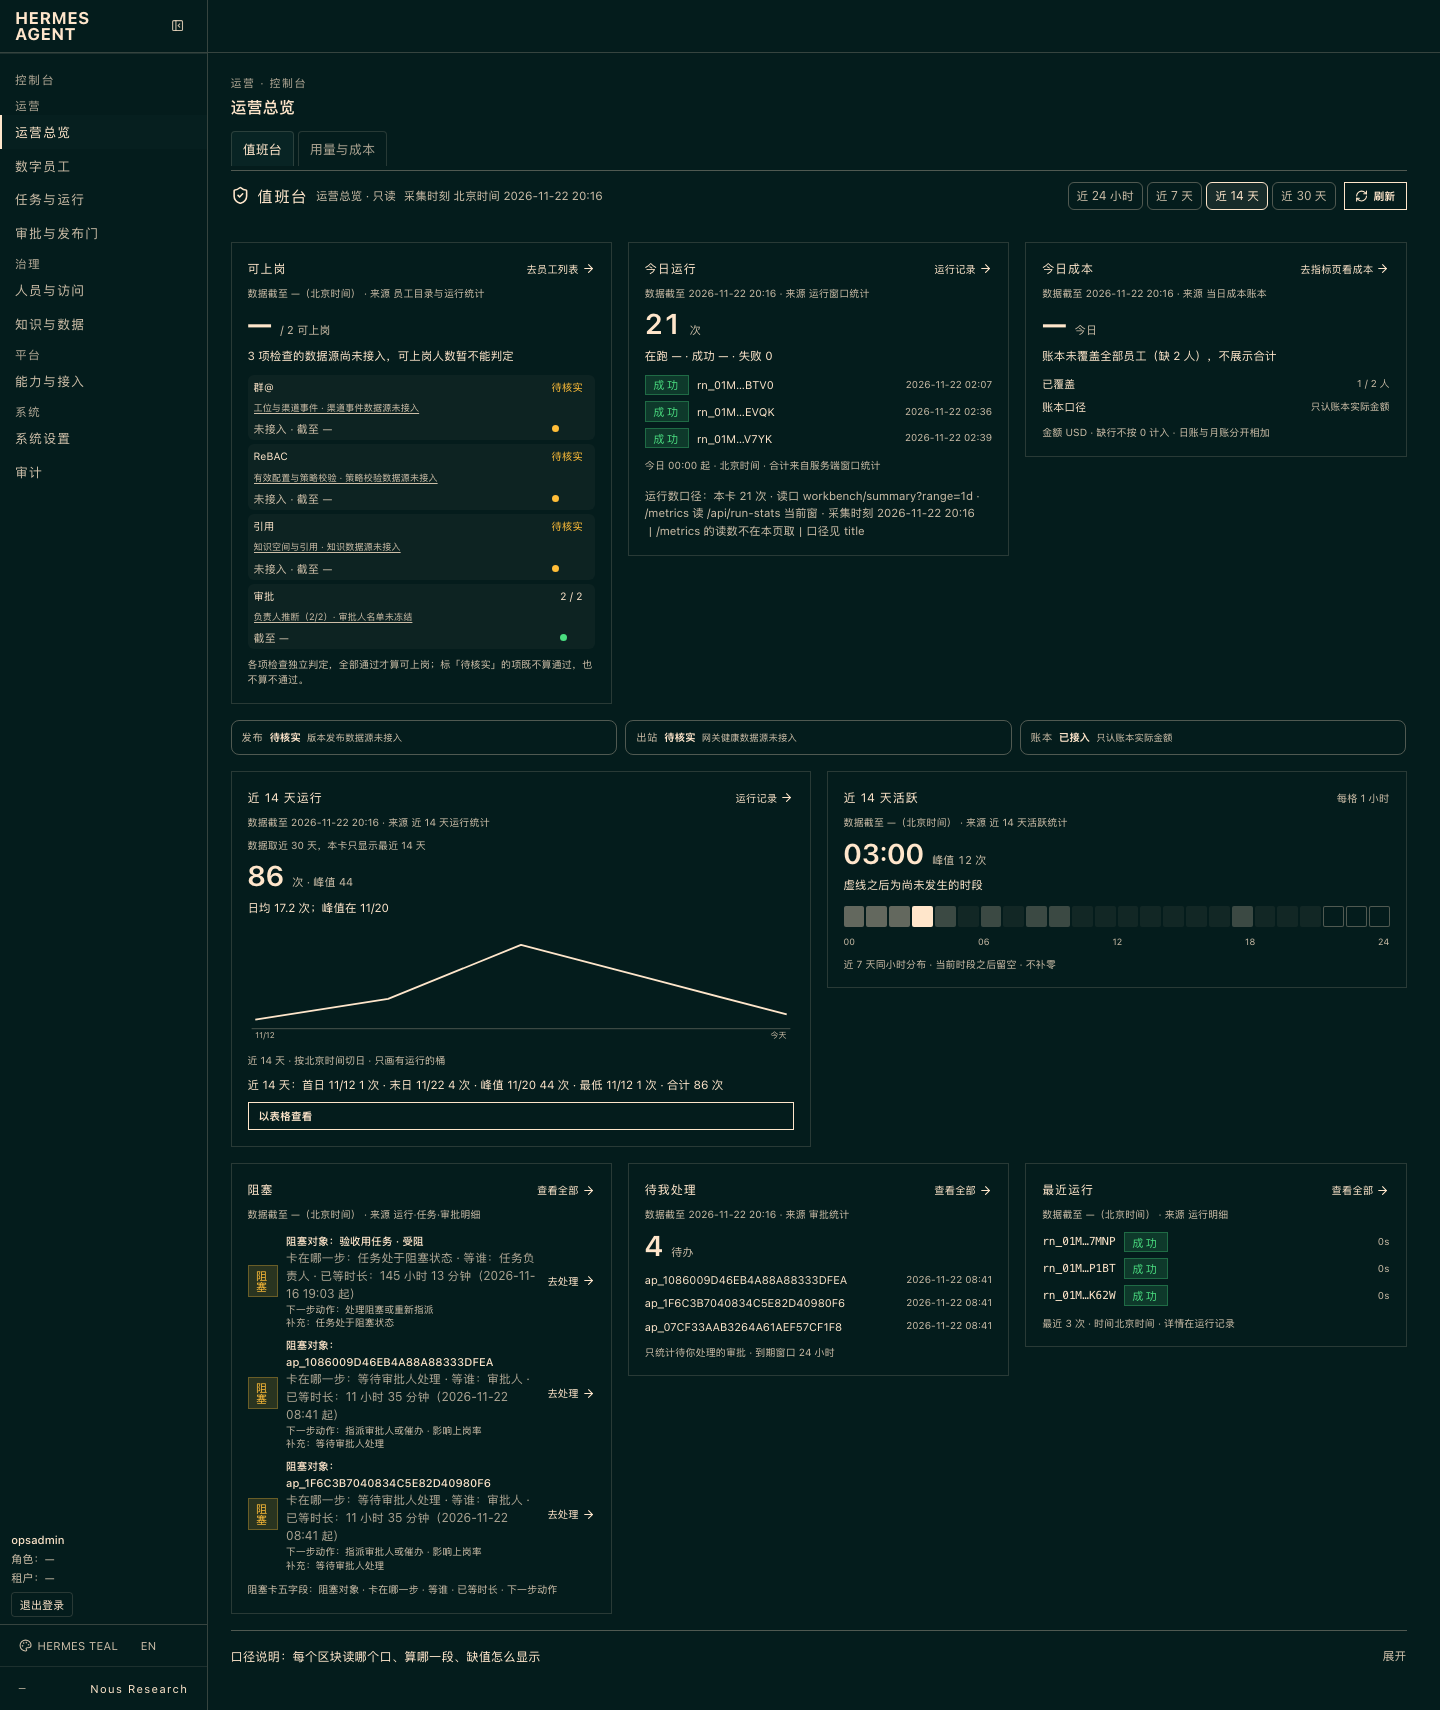 HERMES
AGENT
控制台
运营
运营总览
数字员工
任务与运行
审批与发布门
治理
人员与访问
知识与数据
平台
能力与接入
系统
系统设置
审计
opsadmin
角色：—
租户：—
退出登录
HERMES TEAL EN
— Nous Research
运营 · 控制台
运营总览
值班台 用量与成本
值班台 运营总览 · 只读 采集时刻 北京时间 2026-11-22 20:16
近 24 小时 近 7 天 近 14 天 近 30 天 刷新
可上岗 去员工列表 →
数据截至 —（北京时间） · 来源 员工目录与运行统计
— / 2 可上岗
3 项检查的数据源尚未接入，可上岗人数暂不能判定
群@ 待核实
工位与渠道事件 · 渠道事件数据源未接入
未接入 · 截至 —
ReBAC 待核实
有效配置与策略校验 · 策略校验数据源未接入
未接入 · 截至 —
引用 待核实
知识空间与引用 · 知识数据源未接入
未接入 · 截至 —
审批 2 / 2
负责人推断（2/2）· 审批人名单未冻结
截至 —
各项检查独立判定，全部通过才算可上岗；标「待核实」的项既不算通过，也
不算不通过。
今日运行 运行记录 →
数据截至 2026-11-22 20:16 · 来源 运行窗口统计
21 次
在跑 — · 成功 — · 失败 0
成功 rn_01M…BTV0 2026-11-22 02:07
成功 rn_01M…EVQK 2026-11-22 02:36
成功 rn_01M…V7YK 2026-11-22 02:39
今日 00:00 起 · 北京时间 · 合计来自服务端窗口统计
运行数口径：本卡 21 次 · 读口 workbench/summary?range=1d ·
/metrics 读 /api/run-stats 当前窗 · 采集时刻 2026-11-22 20:16
| /metrics 的读数不在本页取 | 口径见 title
今日成本 去指标页看成本 →
数据截至 2026-11-22 20:16 · 来源 当日成本账本
— 今日
账本未覆盖全部员工（缺 2 人），不展示合计
已覆盖 1 / 2 人
账本口径 只认账本实际金额
金额 USD · 缺行不按 0 计入 · 日账与月账分开相加
发布 待核实 版本发布数据源未接入
出站 待核实 网关健康数据源未接入
账本 已接入 只认账本实际金额
近 14 天运行 运行记录 →
数据截至 2026-11-22 20:16 · 来源 近 14 天运行统计
数据取近 30 天，本卡只显示最近 14 天
86 次 · 峰值 44
日均 17.2 次；峰值在 11/20
11/12 今天
近 14 天 · 按北京时间切日 · 只画有运行的桶
近 14 天：首日 11/12 1 次 · 末日 11/22 4 次 · 峰值 11/20 44 次 · 最低 11/12 1 次 · 合计 86 次
以表格查看
近 14 天活跃 每格 1 小时
数据截至 —（北京时间） · 来源 近 14 天活跃统计
03:00 峰值 12 次
虚线之后为尚未发生的时段
00 06 12 18 24
近 7 天同小时分布 · 当前时段之后留空 · 不补零
阻塞 查看全部 →
数据截至 —（北京时间） · 来源 运行·任务·审批明细
阻塞
阻塞对象：验收用任务 · 受阻
卡在哪一步：任务处于阻塞状态 · 等谁：任务负
责人 · 已等时长：145 小时 13 分钟（2026-11-
16 19:03 起）
下一步动作：处理阻塞或重新指派
补充：任务处于阻塞状态
去处理 →
阻塞
阻塞对象：
ap_1086009D46EB4A88A88333DFEA
卡在哪一步：等待审批人处理 · 等谁：审批人 ·
已等时长：11 小时 35 分钟（2026-11-22
08:41 起）
下一步动作：指派审批人或催办 · 影响上岗率
补充：等待审批人处理
去处理 →
阻塞
阻塞对象：
ap_1F6C3B7040834C5E82D40980F6
卡在哪一步：等待审批人处理 · 等谁：审批人 ·
已等时长：11 小时 35 分钟（2026-11-22
08:41 起）
下一步动作：指派审批人或催办 · 影响上岗率
补充：等待审批人处理
去处理 →
阻塞卡五字段：阻塞对象 · 卡在哪一步 · 等谁 · 已等时长 · 下一步动作
待我处理 查看全部 →
数据截至 2026-11-22 20:16 · 来源 审批统计
4 待办
ap_1086009D46EB4A88A88333DFEA 2026-11-22 08:41
ap_1F6C3B7040834C5E82D40980F6 2026-11-22 08:41
ap_07CF33AAB3264A61AEF57CF1F8 2026-11-22 08:41
只统计待你处理的审批 · 到期窗口 24 小时
最近运行 查看全部 →
数据截至 —（北京时间） · 来源 运行明细
rn_01M…7MNP 成功 0s
rn_01M…P1BT 成功 0s
rn_01M…K62W 成功 0s
最近 3 次 · 时间北京时间 · 详情在运行记录
口径说明：每个区块读哪个口、算哪一段、缺值怎么显示 展开